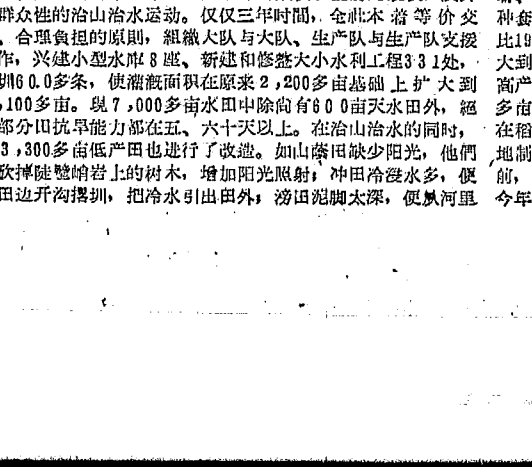 群众性的治山治水运动。仅仅三年时間，全社本着等价交
、合理負担的原則，組織大队与大队、生产队与生产队支援
作，兴建小型水库8座、新建和修整大小水利工程331处，
圳60.0多条，使灌溉面积在原来2,200多亩基础上扩大到
,100多亩。現7,000多亩水田中除尚有600亩天水田外，絕
部分田抗旱能力都在五、六十天以上。在治山治水的同时，
3,300多亩低产田也进行了改造。如山蔭田缺少阳光，他們
砍掉陡壁峭岩上的树木，增加阳光照射；冲田冷浸水多，便
田边开沟撂圳，把冷水引出田外；滂田泥脚太深，便从河里
种
比19
大到
高产
多亩
在稻
地制
前，
今年